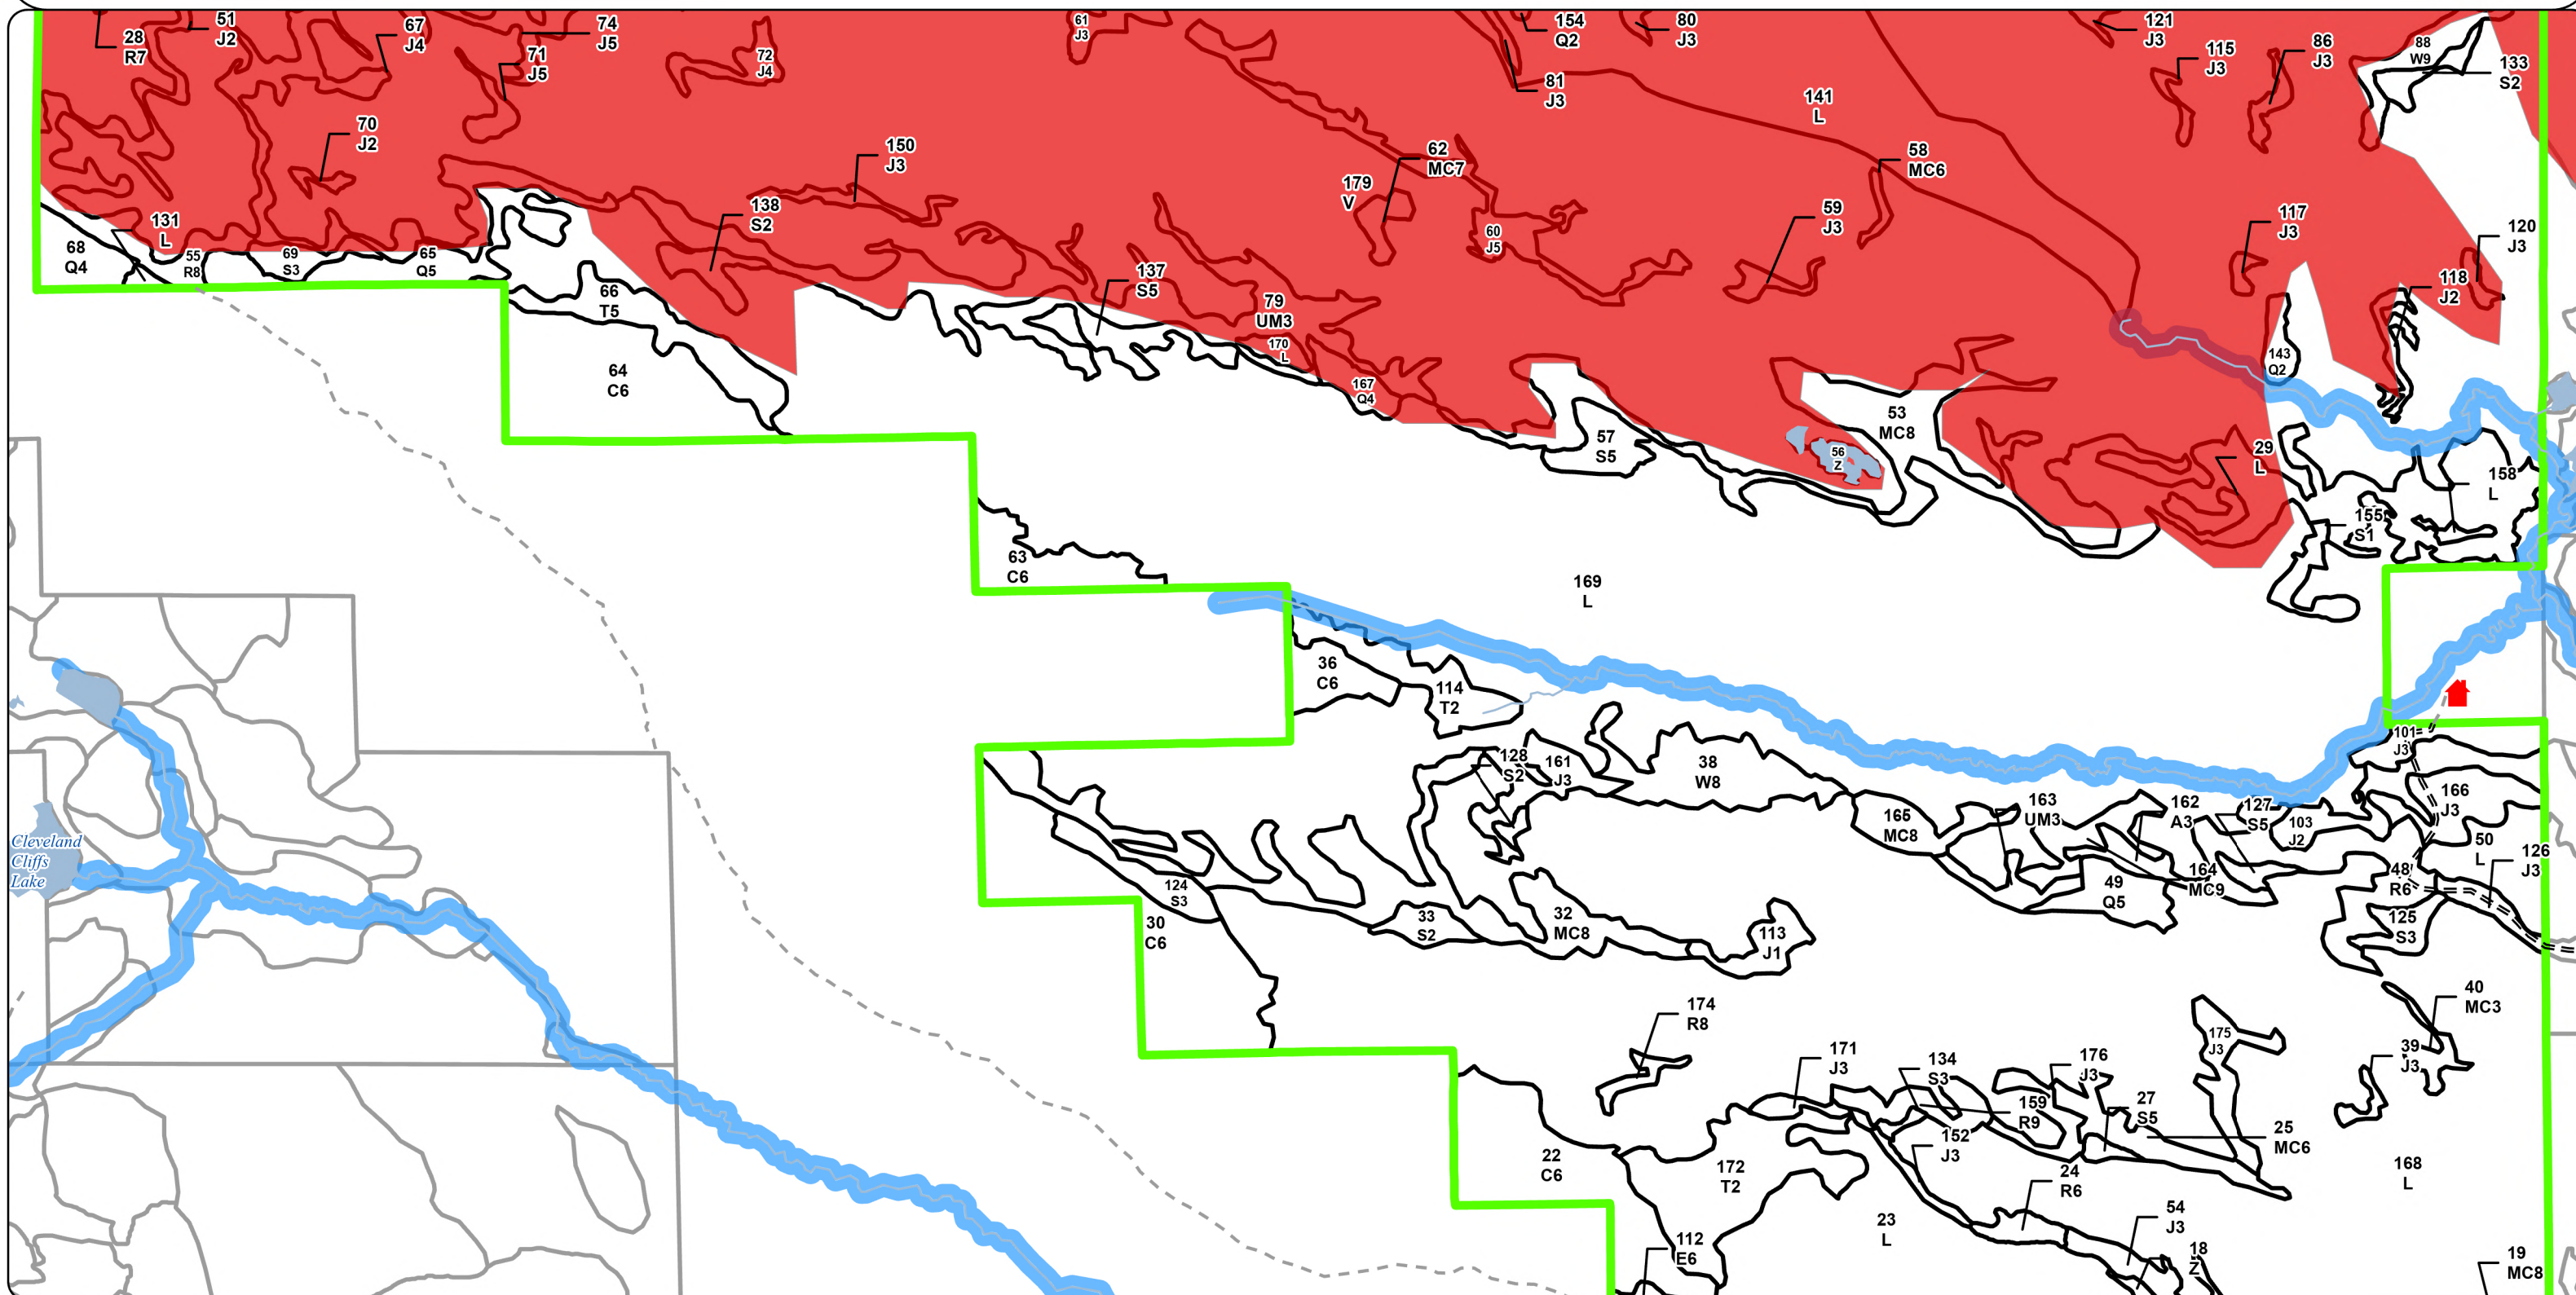 28
R7
51
J2
67
J4
74
J5
71
J5
72
J4
61
J3
154
Q2
80
J3
81
J3
121
J3
115
J3
86
J3
88
W9
133
S2
141
L
70
J2
150
J3
62
MC7
58
MC6
179
V
138
S2
59
J3
117
J3
120
J3
131
L
68
Q4
55
R8
69
S3
65
Q5
60
J5
137
S5
118
J2
66
T5
79
UM3
170
L
143
Q2
64
C6
167
Q4
57
S5
53
MC8
56
Z
29
L
158
L
155
S1
63
C6
169
L
36
C6
114
T2
101
J3
128
S2
161
J3
38
W8
165
MC8
163
UM3
162
A3
127
S5
103
J2
166
J3
50
L
126
J3
Cleveland
Cliffs
Lake
124
S3
164
MC9
49
Q5
48
R6
30
C6
33
S2
32
MC8
113
J1
125
S3
174
R8
40
MC3
175
J3
39
J3
171
J3
134
S3
176
J3
159
R9
27
S5
25
MC6
152
J3
22
C6
172
T2
24
R6
168
L
23
L
54
J3
112
E6
18
Z
19
MC8